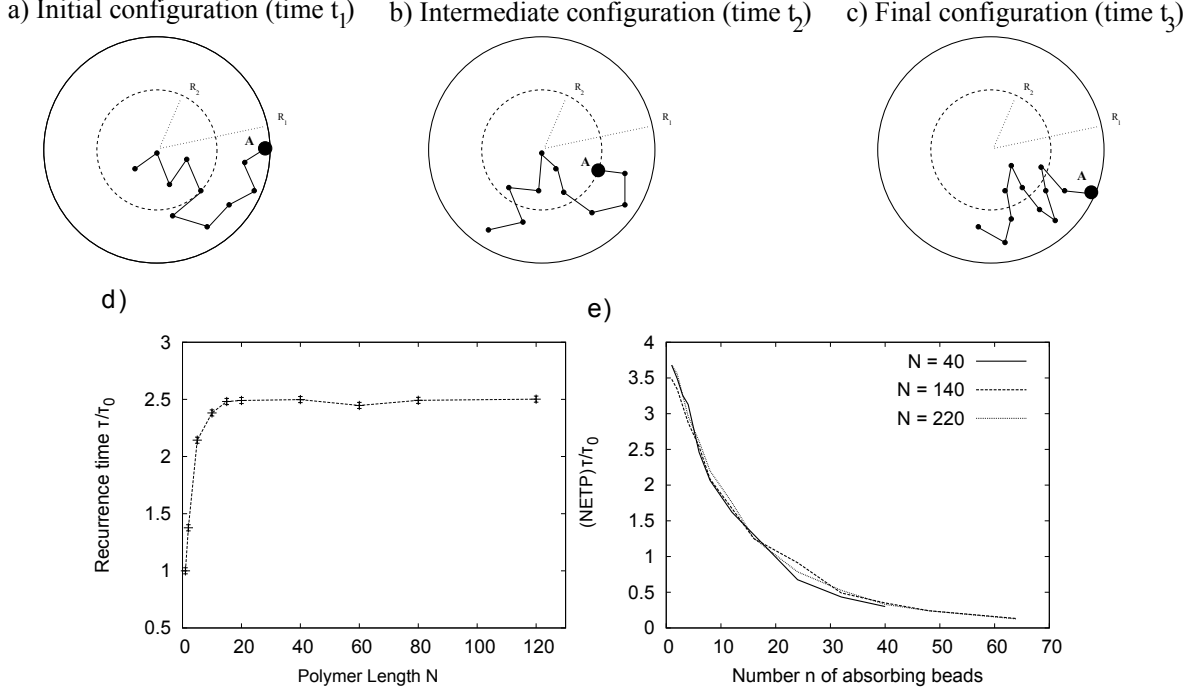 a) Initial configuration (time t1)
b) Intermediate configuration (time t2)
c) Final configuration (time t3)
R2
R1
A
R2
R1
A
R2
R1
A
d)
Recurrence time τ/τ0
3
2.5
2
1.5
1
0.5
0 20 40 60 80 100 120
Polymer Length N
e)
(NETP) τ/τ0
4
3.5
3
2.5
2
1.5
1
0.5
0
N = 40
N = 140
N = 220
0 10 20 30 40 50 60 70
Number n of absorbing beads